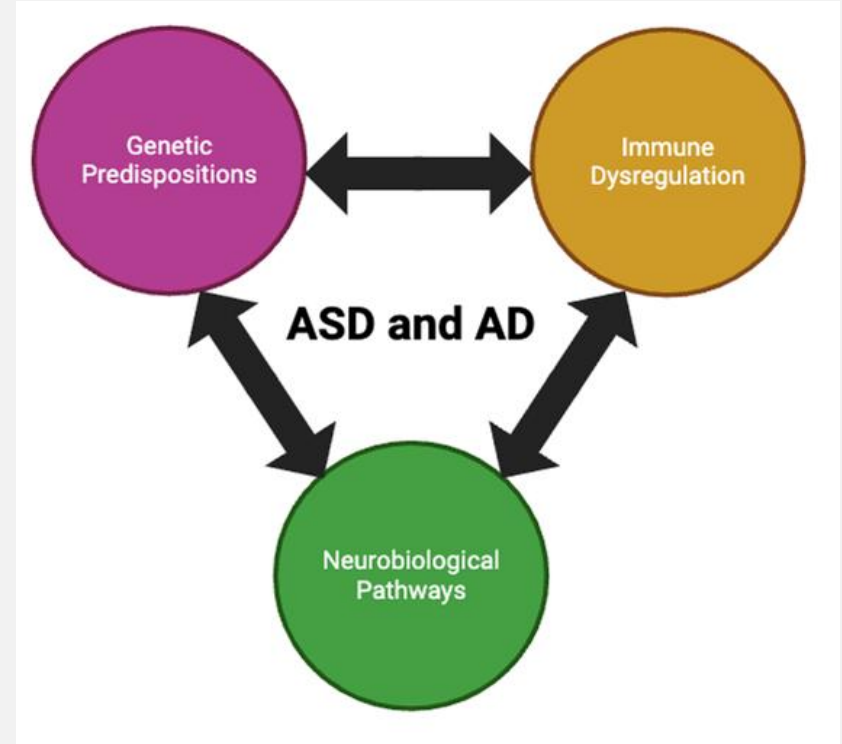 Genetic
Predispositions
Immune
Dysregulation
ASD and AD
Neurobiological
Pathways